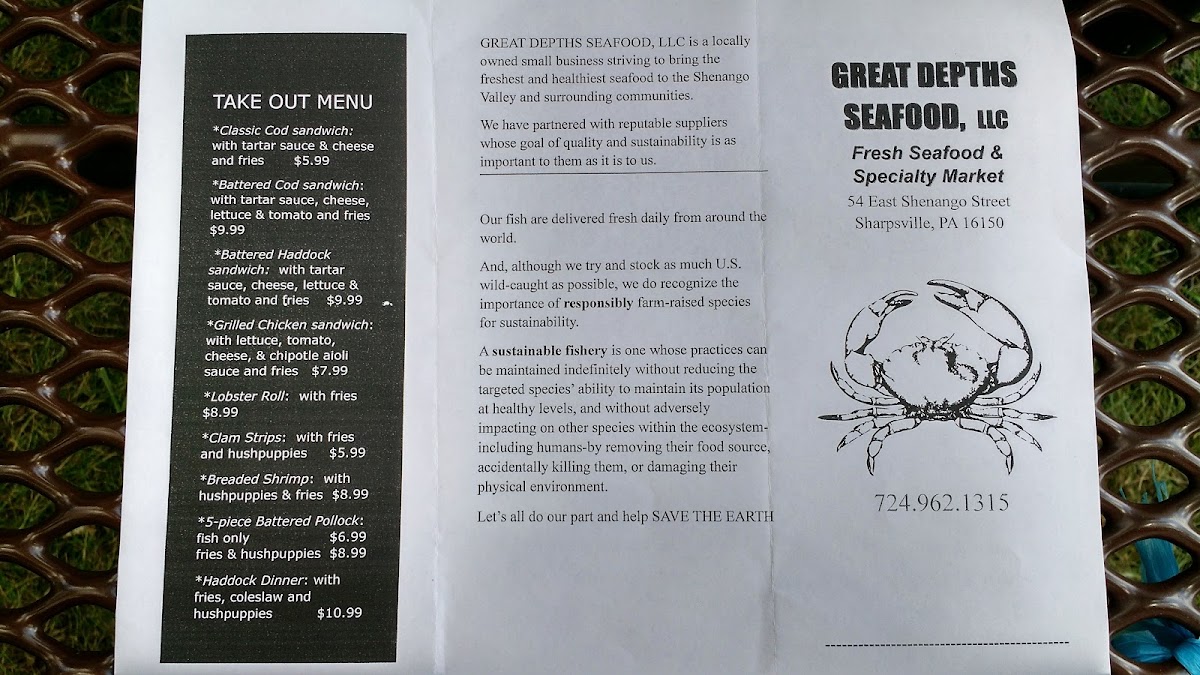 TAKE OUT MENU
*Classic Cod sandwich:
with tartar sauce & cheese
and fries $5.99
*Battered Cod sandwich:
with tartar sauce, cheese,
lettuce & tomato and fries
$9.99
*Battered Haddock
sandwich: with tartar
sauce, cheese, lettuce &
tomato and fries $9.99
*Grilled Chicken sandwich:
with lettuce, tomato,
cheese, & chipotle aioli
sauce and fries $7.99
*Lobster Roll: with fries
$8.99
*Clam Strips: with fries
and hushpuppies $5.99
*Breaded Shrimp: with
hushpuppies & fries $8.99
*5-piece Battered Pollock:
fish only $6.99
fries & hushpuppies $8.99
*Haddock Dinner: with
fries, coleslaw and
hushpuppies $10.99
GREAT DEPTHS SEAFOOD, LLC is a locally
owned small business striving to bring the
freshest and healthiest seafood to the Shenango
Valley and surrounding communities.
We have partnered with reputable suppliers
whose goal of quality and sustainability is as
important to them as it is to us.
Our fish are delivered fresh daily from around the
world.
And, although we try and stock as much U.S.
wild-caught as possible, we do recognize the
importance of responsibly farm-raised species
for sustainability.
A sustainable fishery is one whose practices can
be maintained indefinitely without reducing the
targeted species' ability to maintain its population
at healthy levels, and without adversely
impacting on other species within the ecosystem-
including humans-by removing their food source,
accidentally killing them, or damaging their
physical environment.
Let's all do our part and help SAVE THE EARTH
GREAT DEPTHS
SEAFOOD, LLC
Fresh Seafood &
Specialty Market
54 East Shenango Street
Sharpsville, PA 16150
724.962.1315